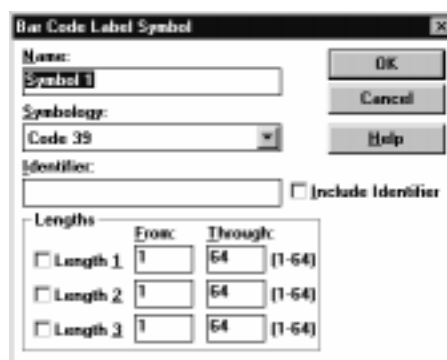 Bar Code Label Symbol
Name:
Symbol 1
OK
Cancel
Symbology:
Code 39
Help
Identifier:
Include Identifier
Lengths
From: Through:
Length 1 1 64 (1-64)
Length 2 1 64 (1-64)
Length 3 1 64 (1-64)